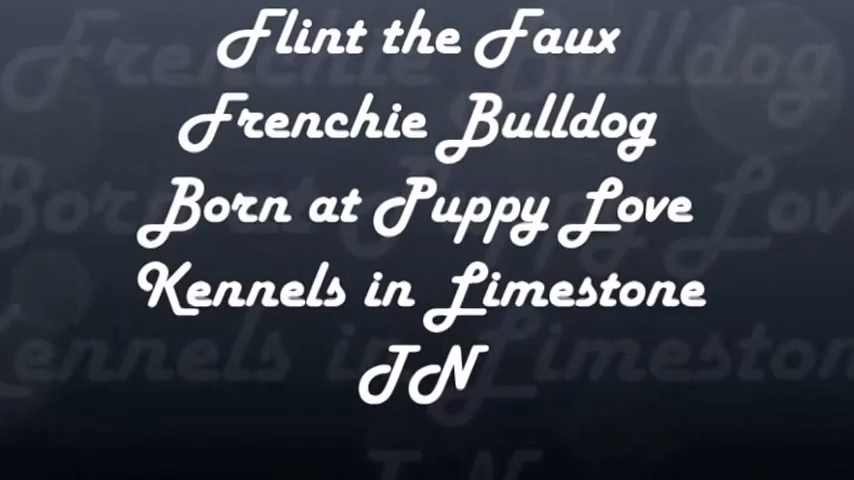 Flint the Faux
Frenchie Bulldog
Born at Puppy Love
Kennels in Limestone
TN